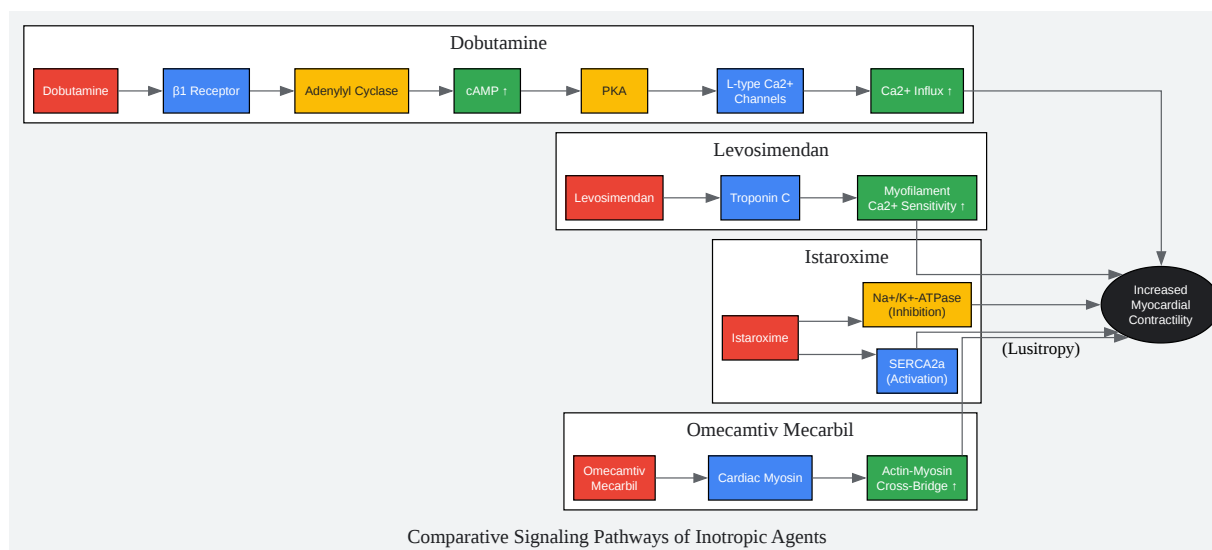 Dobutamine
Dobutamine
β1 Receptor
Adenylyl Cyclase
cAMP ↑
PKA
L-type Ca2+
Channels
Ca2+ Influx ↑
Levosimendan
Levosimendan
Troponin C
Myofilament
Ca2+ Sensitivity ↑
Istaroxime
Istaroxime
Na+/K+-ATPase
(Inhibition)
SERCA2a
(Activation)
(Lusitropy)
Increased
Myocardial
Contractility
Omecamtiv Mecarbil
Omecamtiv
Mecarbil
Cardiac Myosin
Actin-Myosin
Cross-Bridge ↑
Comparative Signaling Pathways of Inotropic Agents